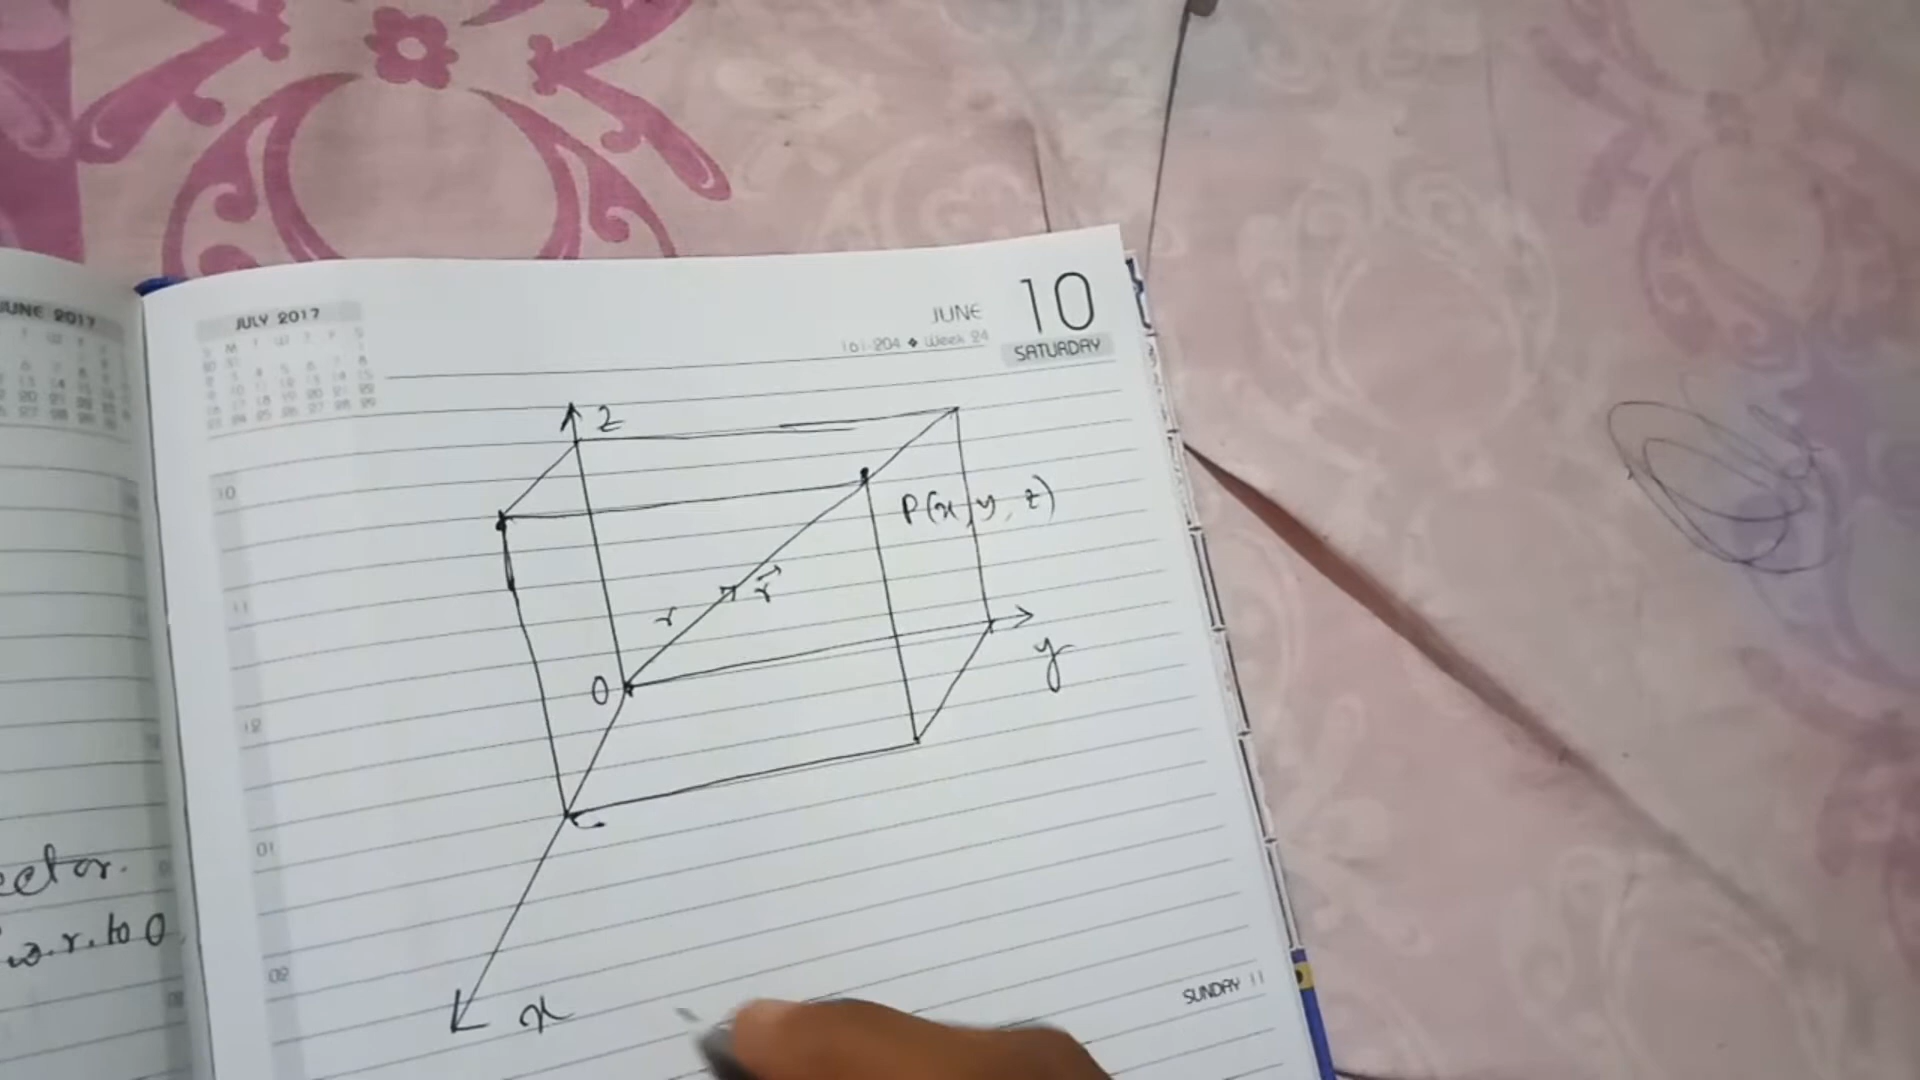 JUNE 2017
JULY 2017
JUNE 10
161-204 ◆ Week 24
SATURDAY
10
11
12
01
02
z
P(x, y, z)
r
r⃗
O
y
x
ector.
w.r. to O
SUNDAY 11